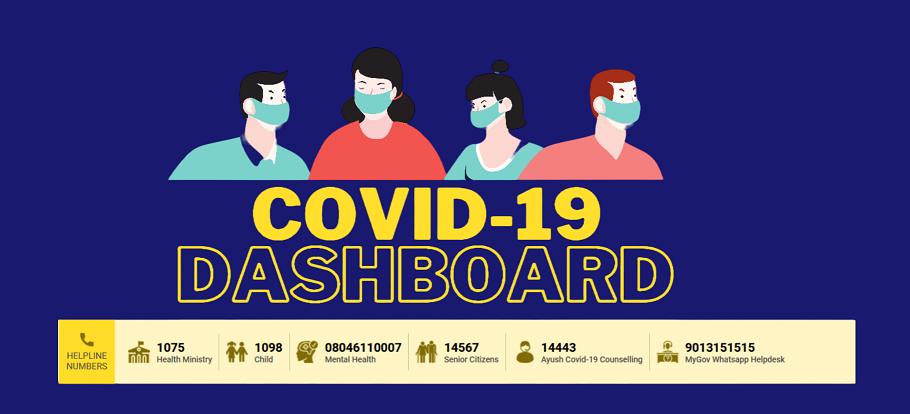 COVID-19
DASHBOARD
HELPLINE
NUMBERS
1075
Health Ministry
1098
Child
08046110007
Mental Health
14567
Senior Citizens
14443
Ayush Covid-19 Counselling
9013151515
MyGov Whatsapp Helpdesk